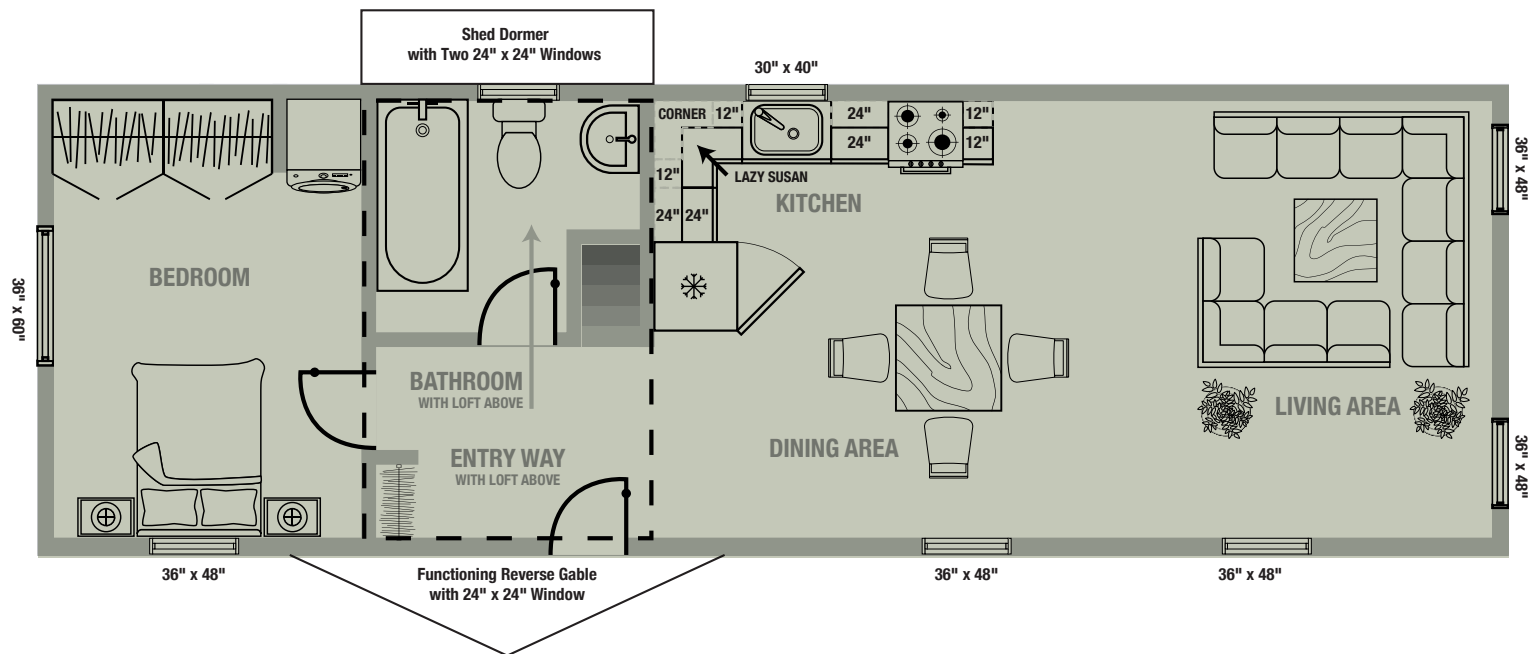 Shed Dormer
with Two 24" x 24" Windows
30" x 40"
CORNER
12"
24"
12"
24"
12"
12"
LAZY SUSAN
24"
24"
KITCHEN
36" x 48"
BEDROOM
36" x 60"
BATHROOM
WITH LOFT ABOVE
ENTRY WAY
WITH LOFT ABOVE
DINING AREA
LIVING AREA
36" x 48"
36" x 48"
Functioning Reverse Gable
with 24" x 24" Window
36" x 48"
36" x 48"